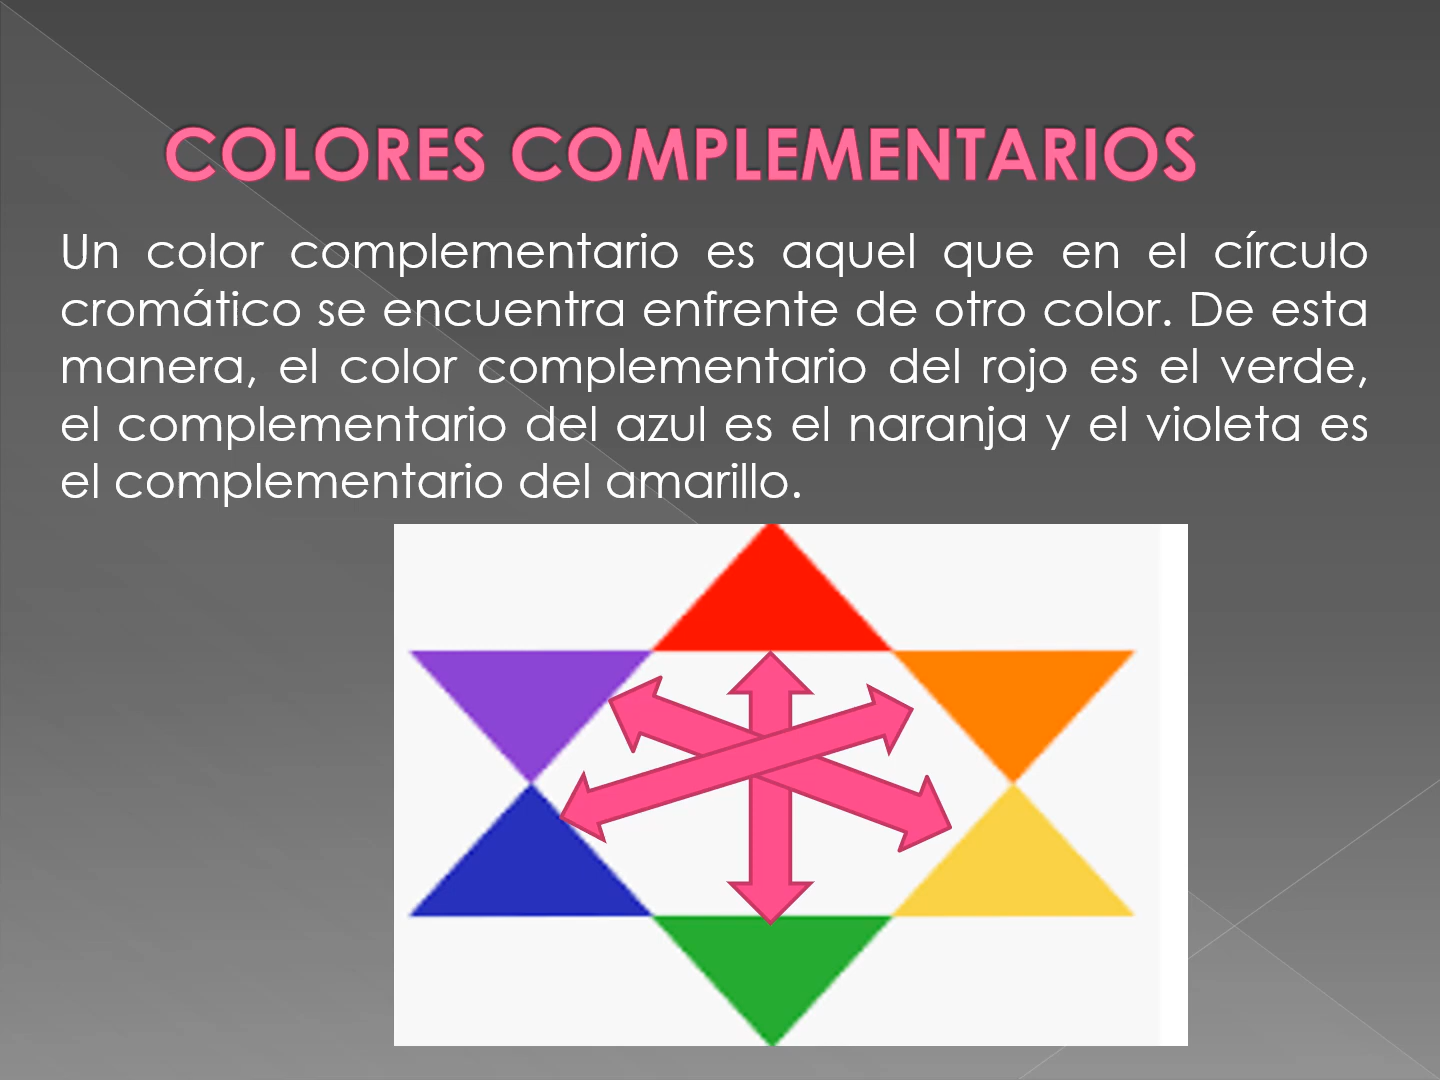 COLORES COMPLEMENTARIOS
Un color complementario es aquel que en el círculo
cromático se encuentra enfrente de otro color. De esta
manera, el color complementario del rojo es el verde,
el complementario del azul es el naranja y el violeta es
el complementario del amarillo.